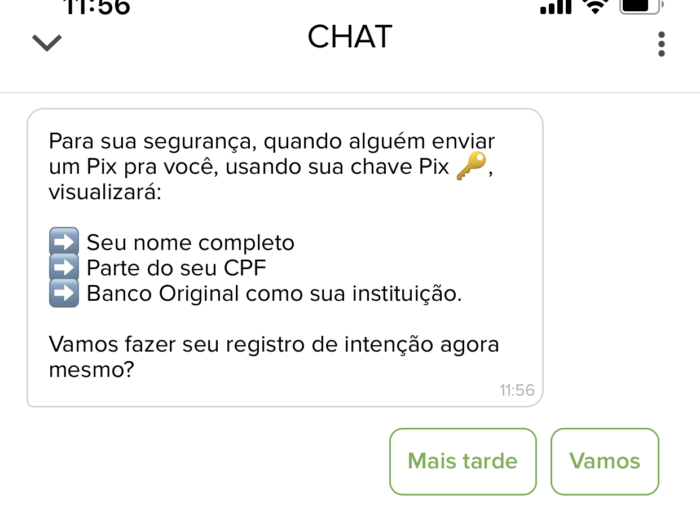 11:56
CHAT
Para sua segurança, quando alguém enviar
um Pix pra você, usando sua chave Pix 🔑,
visualizará:
➡️ Seu nome completo
➡️ Parte do seu CPF
➡️ Banco Original como sua instituição.
Vamos fazer seu registro de intenção agora
mesmo?
11:56
Mais tarde
Vamos